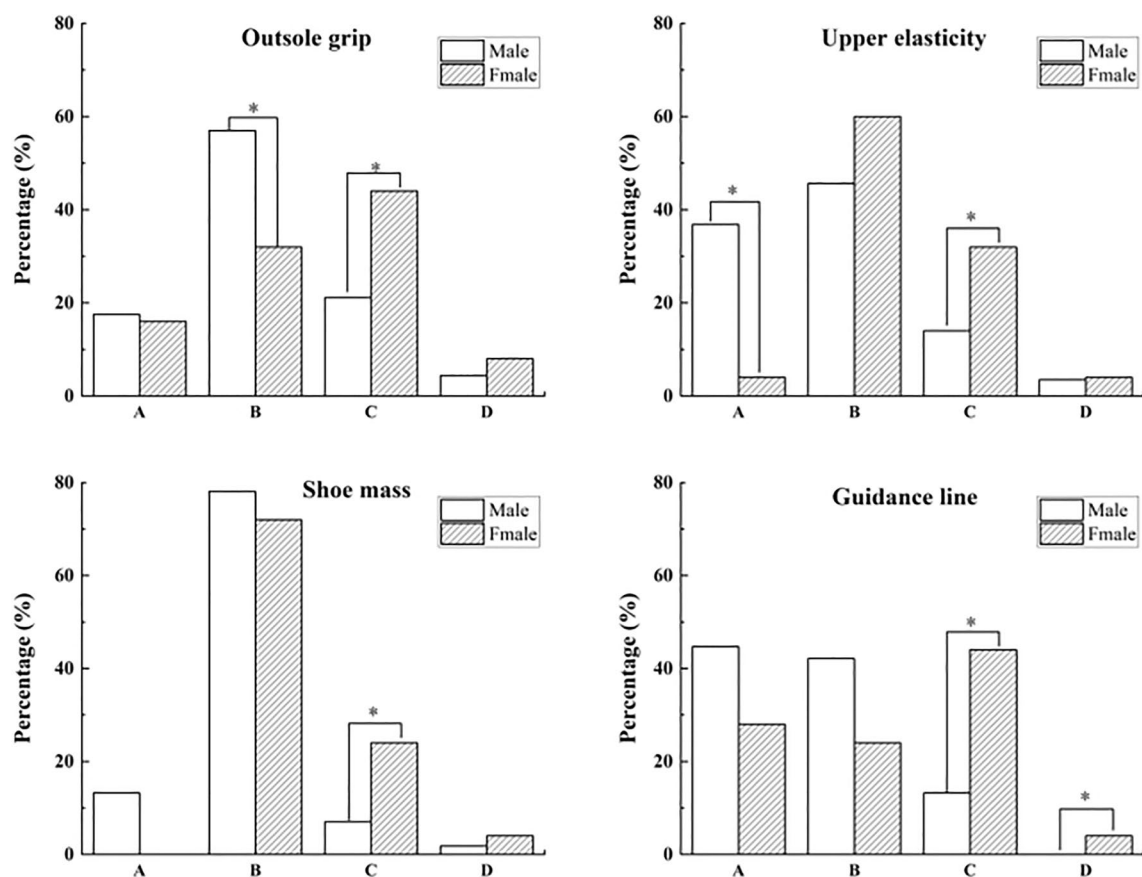 Outsole grip
Male
Fmale
Percentage (%)
80
60
40
20
0
*
*
A B C D
Upper elasticity
Male
Fmale
Percentage (%)
80
60
40
20
0
*
*
A B C D
Shoe mass
Male
Fmale
Percentage (%)
80
60
40
20
0
*
A B C D
Guidance line
Male
Fmale
Percentage (%)
80
60
40
20
0
*
*
A B C D